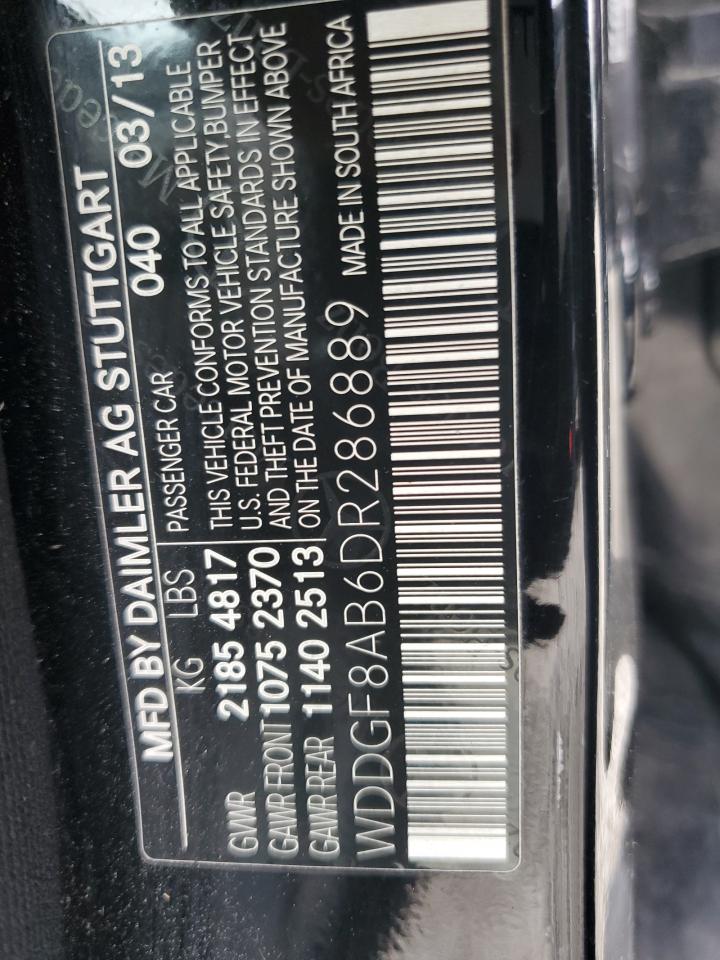 MFD BY DAIMLER AG STUTTGART
040 03/13
KG LBS PASSENGER CAR
GWR 2185 4817 THIS VEHICLE CONFORMS TO ALL APPLICABLE
U.S. FEDERAL MOTOR VEHICLE SAFETY,BUMPER
GAWR FRONT 1075 2370 AND THEFT PREVENTION STANDARDS IN EFFECT
GAWR REAR 1140 2513 ON THE DATE OF MANUFACTURE SHOWN ABOVE
WDDGF8AB6DR286889 MADE IN SOUTH AFRICA